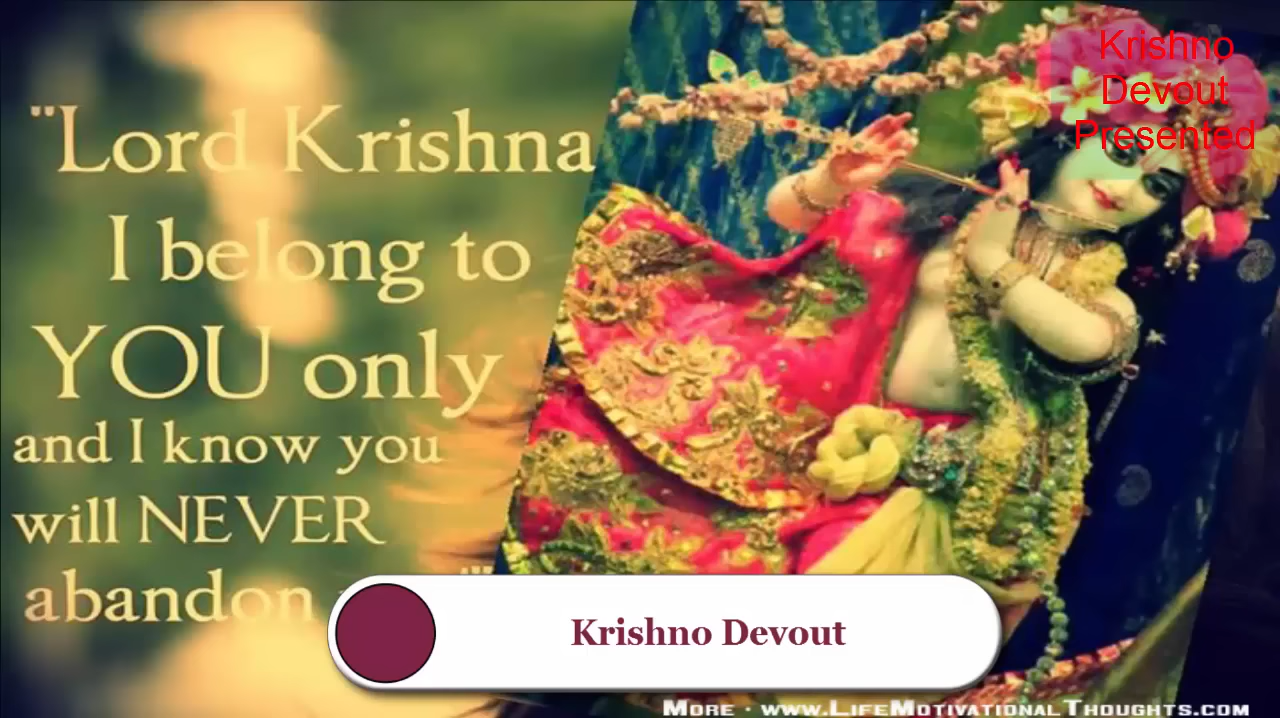 "Lord Krishna
I belong to
YOU only
and I know you
will NEVER
abandon
"
Krishno
Devout
Presented
Krishno Devout
More · www.LifeMotivationalThoughts.com